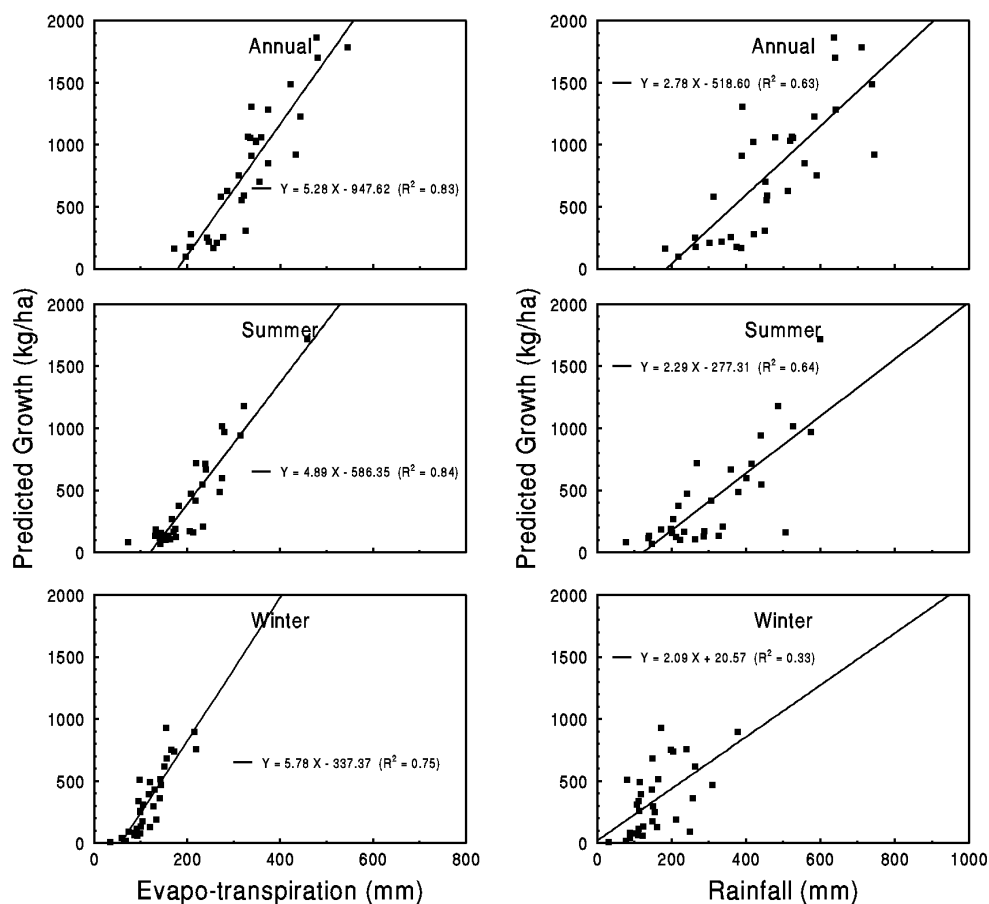 2000
1500
1000
500
0
Annual
Y = 5.28 X - 947.62 (R² = 0.83)
2000
1500
1000
500
0
Annual
Y = 2.78 X - 518.60 (R² = 0.63)
Predicted Growth (kg/ha)
2000
1500
1000
500
0
Summer
Y = 4.89 X - 586.35 (R² = 0.84)
Predicted Growth (kg/ha)
2000
1500
1000
500
0
Summer
Y = 2.29 X - 277.31 (R² = 0.64)
2000
1500
1000
500
0
Winter
Y = 5.78 X - 337.37 (R² = 0.75)
0 200 400 600 800
Evapo-transpiration (mm)
2000
1500
1000
500
0
Winter
Y = 2.09 X + 20.57 (R² = 0.33)
0 200 400 600 800 1000
Rainfall (mm)